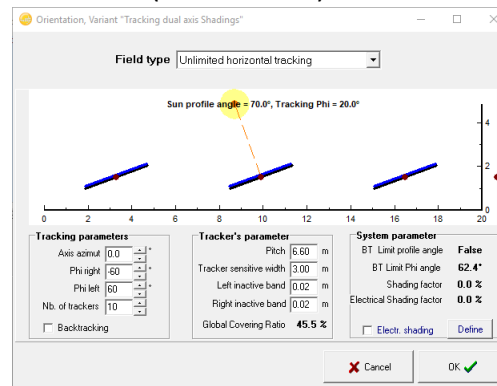 Orientation, Variant "Tracking dual axis Shadings"
Field type Unlimited horizontal tracking
Sun profile angle = 70.0°, Tracking Phi = 20.0°
4
2
0
0 2 4 6 8 10 12 14 16 18 20
Tracking parameters
Axis azimut 0.0 °
Phi right -60 °
Phi left 60 °
Nb. of trackers 10
Backtracking
Tracker's parameter
Pitch 6.60 m
Tracker sensitive width 3.00 m
Left inactive band 0.02 m
Right inactive band 0.02 m
Global Covering Ratio 45.5 %
System parameter
BT Limit profile angle False
BT Limit Phi angle 62.4°
Shading factor 0.0 %
Electrical Shading factor 0.0 %
Electr. shading Define
Cancel OK